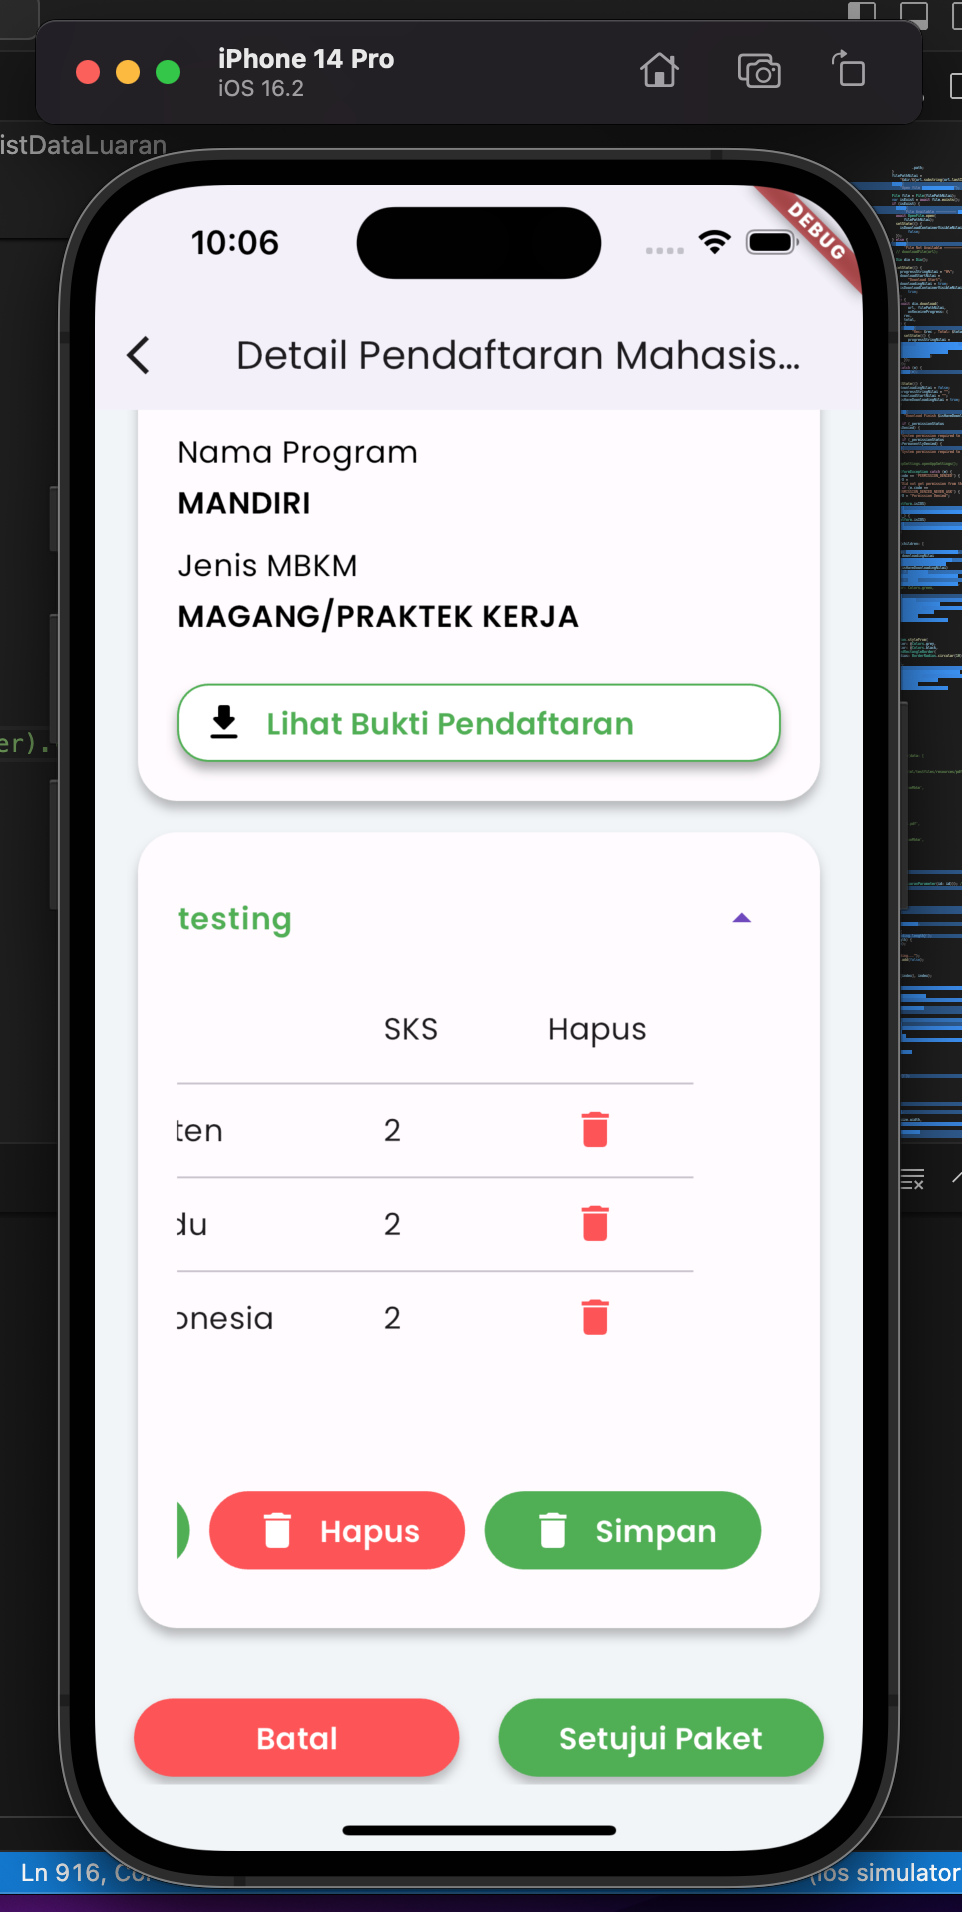 iPhone 14 Pro
iOS 16.2
istDataLuaran
10:06
DEBUG
Detail Pendaftaran Mahasis...
Nama Program
MANDIRI
Jenis MBKM
MAGANG/PRAKTEK KERJA
er).
Lihat Bukti Pendaftaran
testing
SKS Hapus
ten 2
du 2
onesia 2
Hapus Simpan
Batal Setujui Paket
Ln 916, Co
ios simulator